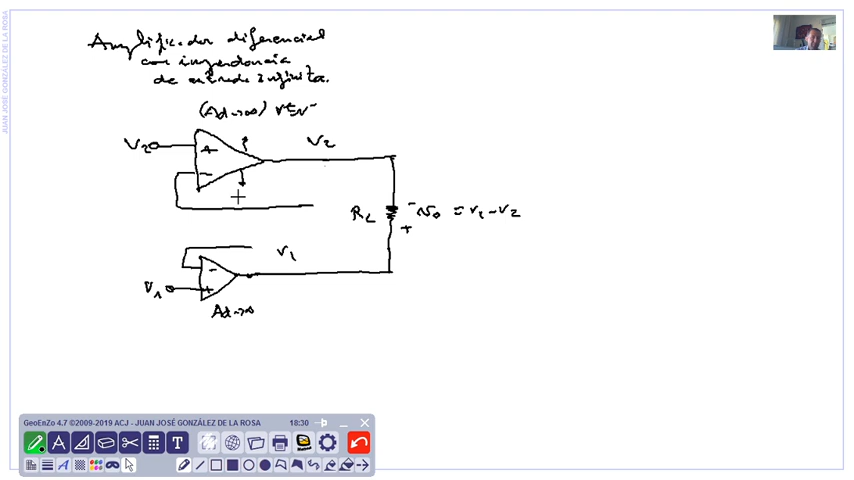 Amplificador diferencial
con impedancia
de entrada infinita.
(Ad→∞) v⁺=v⁻
V2
+
-
V2
RL
- v0 = v1-v2
+
V1
-
V1
+
Ad→∞
JUAN JOSÉ GONZÁLEZ DE LA ROSA
GeoEnZo 4.7 ©2009-2019 ACJ - JUAN JOSÉ GONZÁLEZ DE LA ROSA 18:30